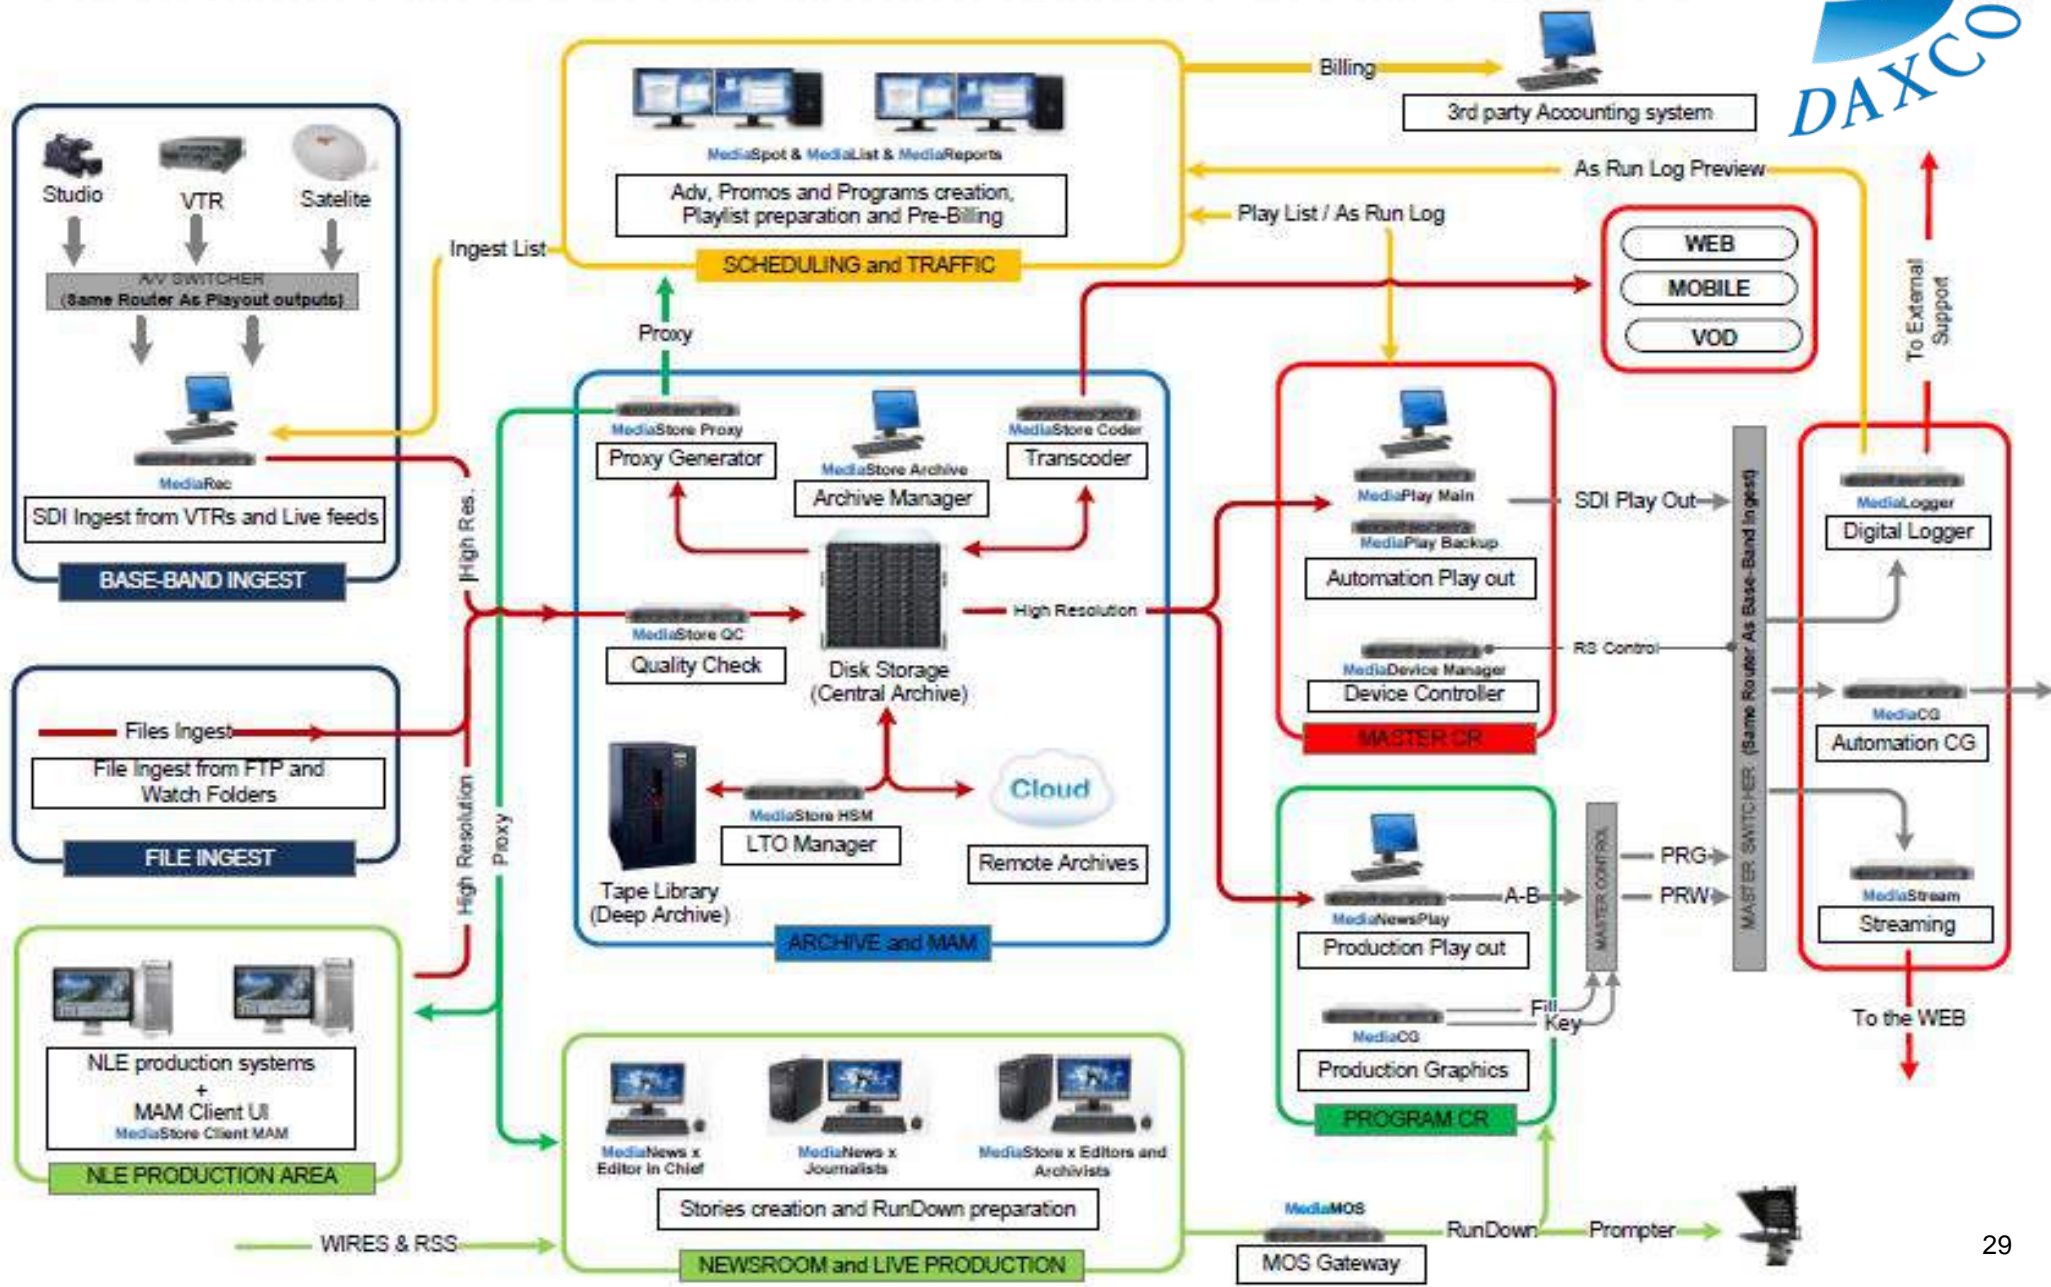 DAXCO
Billing
3rd party Accounting system
MediaSpot & MediaList & MediaReports
Adv, Promos and Programs creation,
Playlist preparation and Pre-Billing
SCHEDULING and TRAFFIC
As Run Log Preview
Play List / As Run Log
Ingest List
Studio
VTR
Satelite
A/V SWITCHER
(Same Router As Playout outputs)
MediaRec
SDI Ingest from VTRs and Live feeds
BASE-BAND INGEST
WEB
MOBILE
VOD
To External
Support
Proxy
MediaStore Proxy
Proxy Generator
MediaStore Archive
Archive Manager
MediaStore Coder
Transcoder
High Res.
MediaStore QC
Quality Check
Disk Storage
(Central Archive)
High Resolution
MediaPlay Main
MediaPlay Backup
Automation Play out
SDI Play Out
RS Control
MediaDevice Manager
Device Controller
MASTER CR
MASTER SWITCHER (Same Router As Base-Band Ingest)
MediaLogger
Digital Logger
MediaCG
Automation CG
MediaStream
Streaming
To the WEB
Files Ingest
File Ingest from FTP and
Watch Folders
FILE INGEST
High Resolution
Proxy
Tape Library
(Deep Archive)
MediaStore HSM
LTO Manager
Cloud
Remote Archives
ARCHIVE and MAM
MediaNewsPlay
Production Play out
A-B
MASTER CONTROL
PRG
PRW
MediaCG
Production Graphics
Fill
Key
PROGRAM CR
NLE production systems
+
MAM Client UI
MediaStore Client MAM
NLE PRODUCTION AREA
MediaNews x
Editor in Chief
MediaNews x
Journalists
MediaStore x Editors and
Archivists
Stories creation and RunDown preparation
NEWSROOM and LIVE PRODUCTION
WIRES & RSS
MediaMOS
MOS Gateway
RunDown
Prompter
29